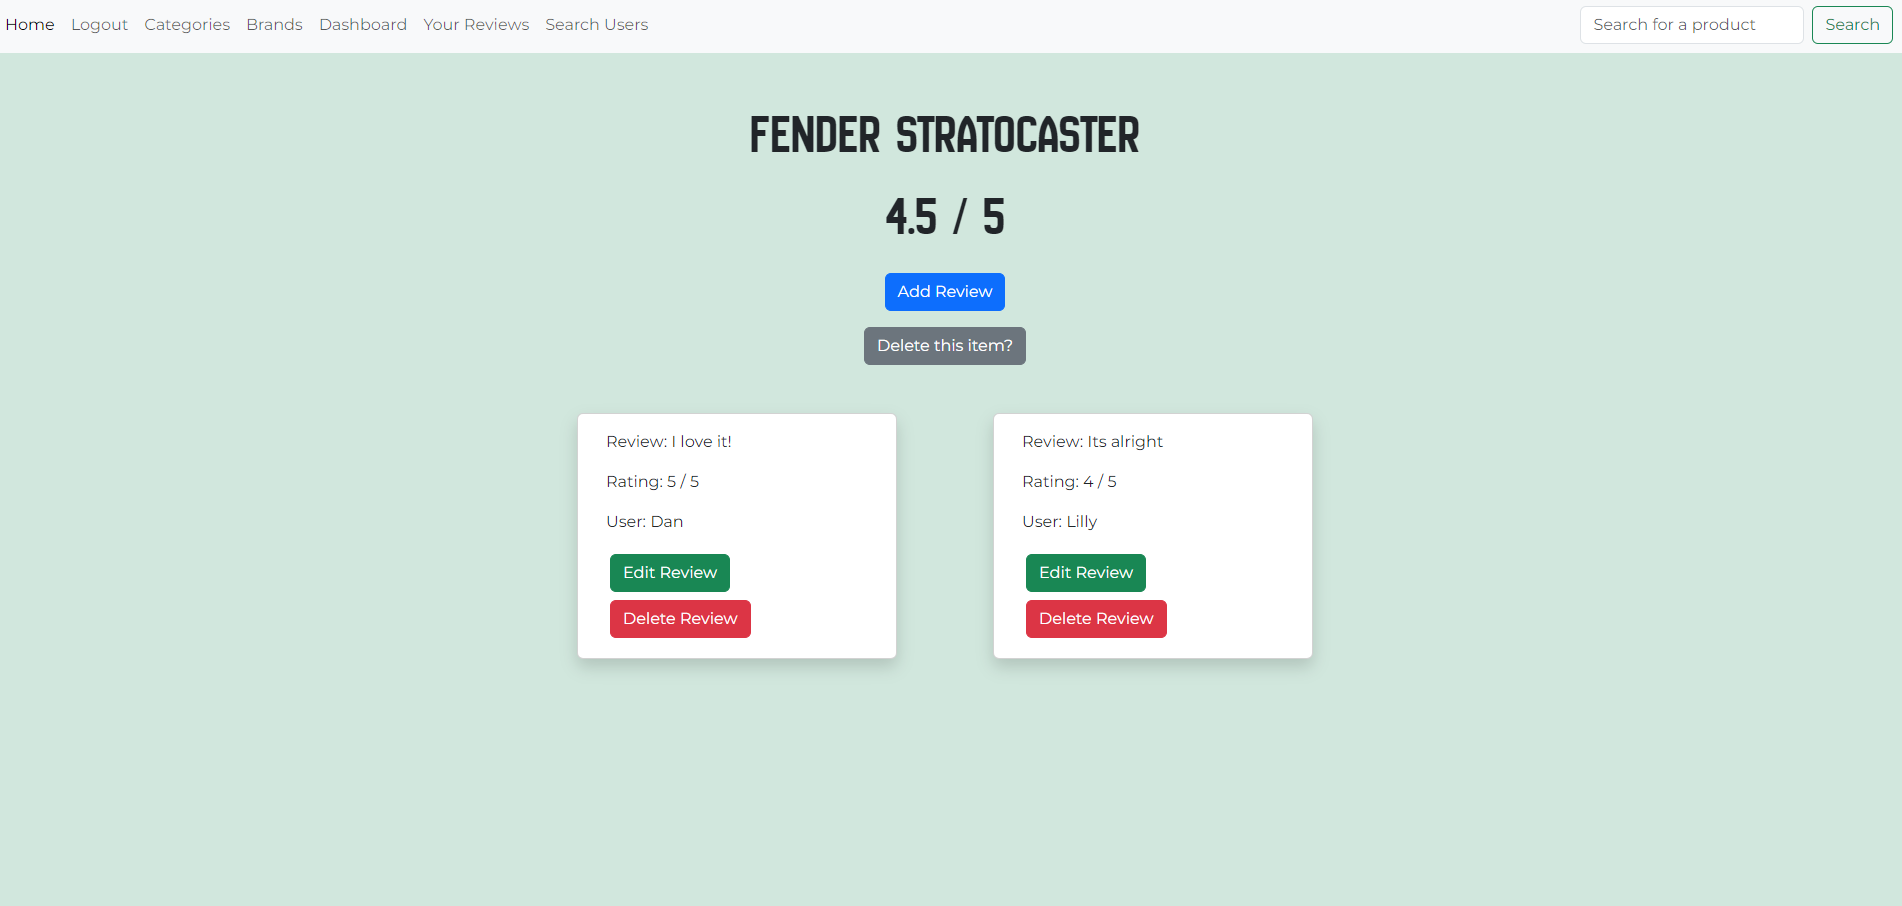 Home Logout Categories Brands Dashboard Your Reviews Search Users Search for a product Search
FENDER STRATOCASTER
4.5 / 5
Add Review
Delete this item?
Review: I love it!
Rating: 5 / 5
User: Dan
Edit Review
Delete Review
Review: Its alright
Rating: 4 / 5
User: Lilly
Edit Review
Delete Review